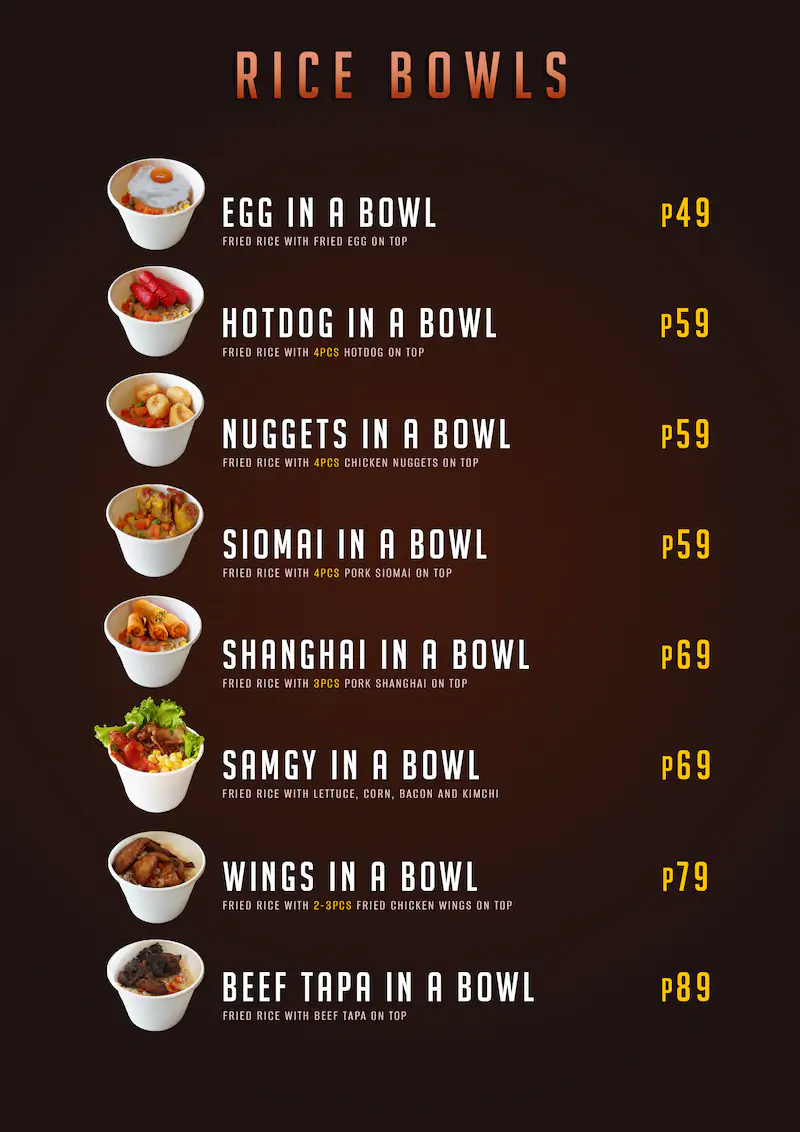 RICE BOWLS
EGG IN A BOWL P49
FRIED RICE WITH FRIED EGG ON TOP
HOTDOG IN A BOWL P59
FRIED RICE WITH 4PCS HOTDOG ON TOP
NUGGETS IN A BOWL P59
FRIED RICE WITH 4PCS CHICKEN NUGGETS ON TOP
SIOMAI IN A BOWL P59
FRIED RICE WITH 4PCS PORK SIOMAI ON TOP
SHANGHAI IN A BOWL P69
FRIED RICE WITH 3PCS PORK SHANGHAI ON TOP
SAMGY IN A BOWL P69
FRIED RICE WITH LETTUCE, CORN, BACON AND KIMCHI
WINGS IN A BOWL P79
FRIED RICE WITH 2-3PCS FRIED CHICKEN WINGS ON TOP
BEEF TAPA IN A BOWL P89
FRIED RICE WITH BEEF TAPA ON TOP